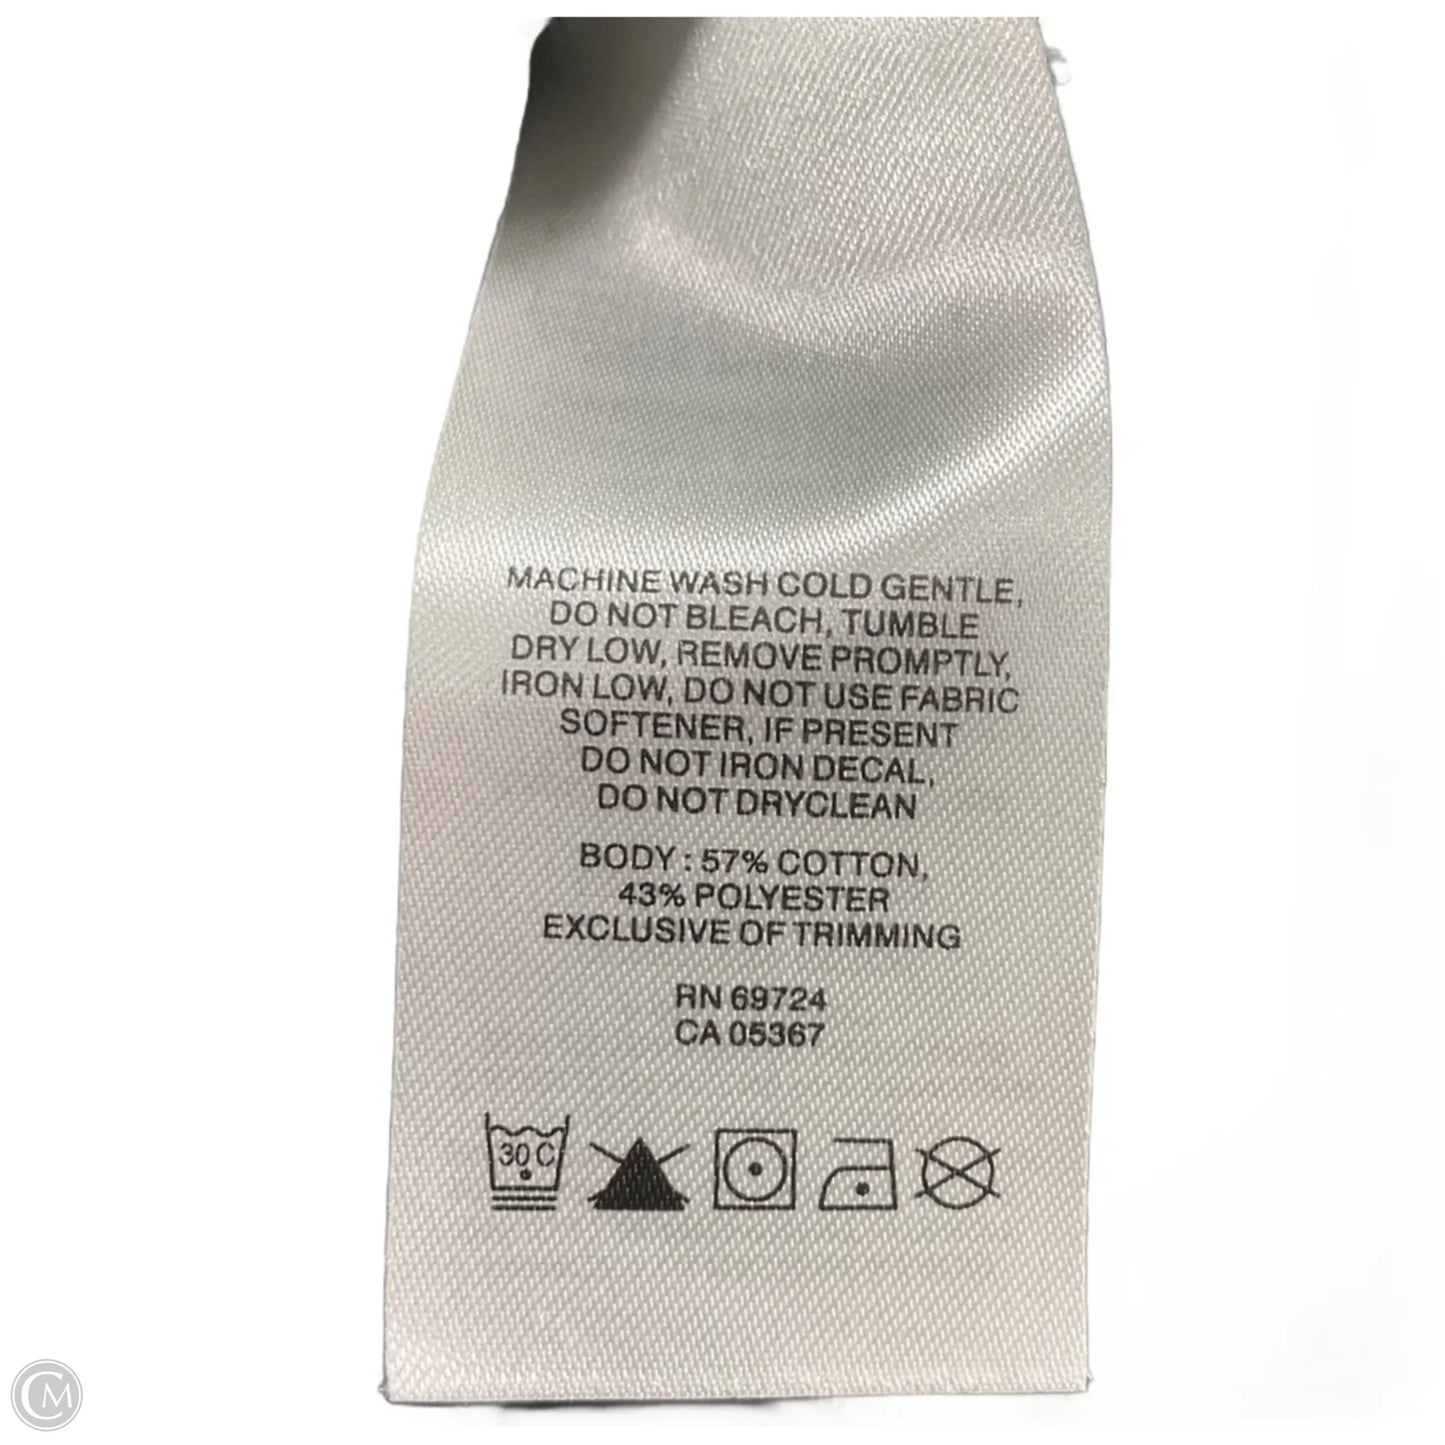 MACHINE WASH COLD GENTLE,
DO NOT BLEACH, TUMBLE
DRY LOW, REMOVE PROMPTLY,
IRON LOW, DO NOT USE FABRIC
SOFTENER, IF PRESENT
DO NOT IRON DECAL,
DO NOT DRYCLEAN
BODY : 57% COTTON,
43% POLYESTER
EXCLUSIVE OF TRIMMING
RN 69724
CA 05367
30 C
CM